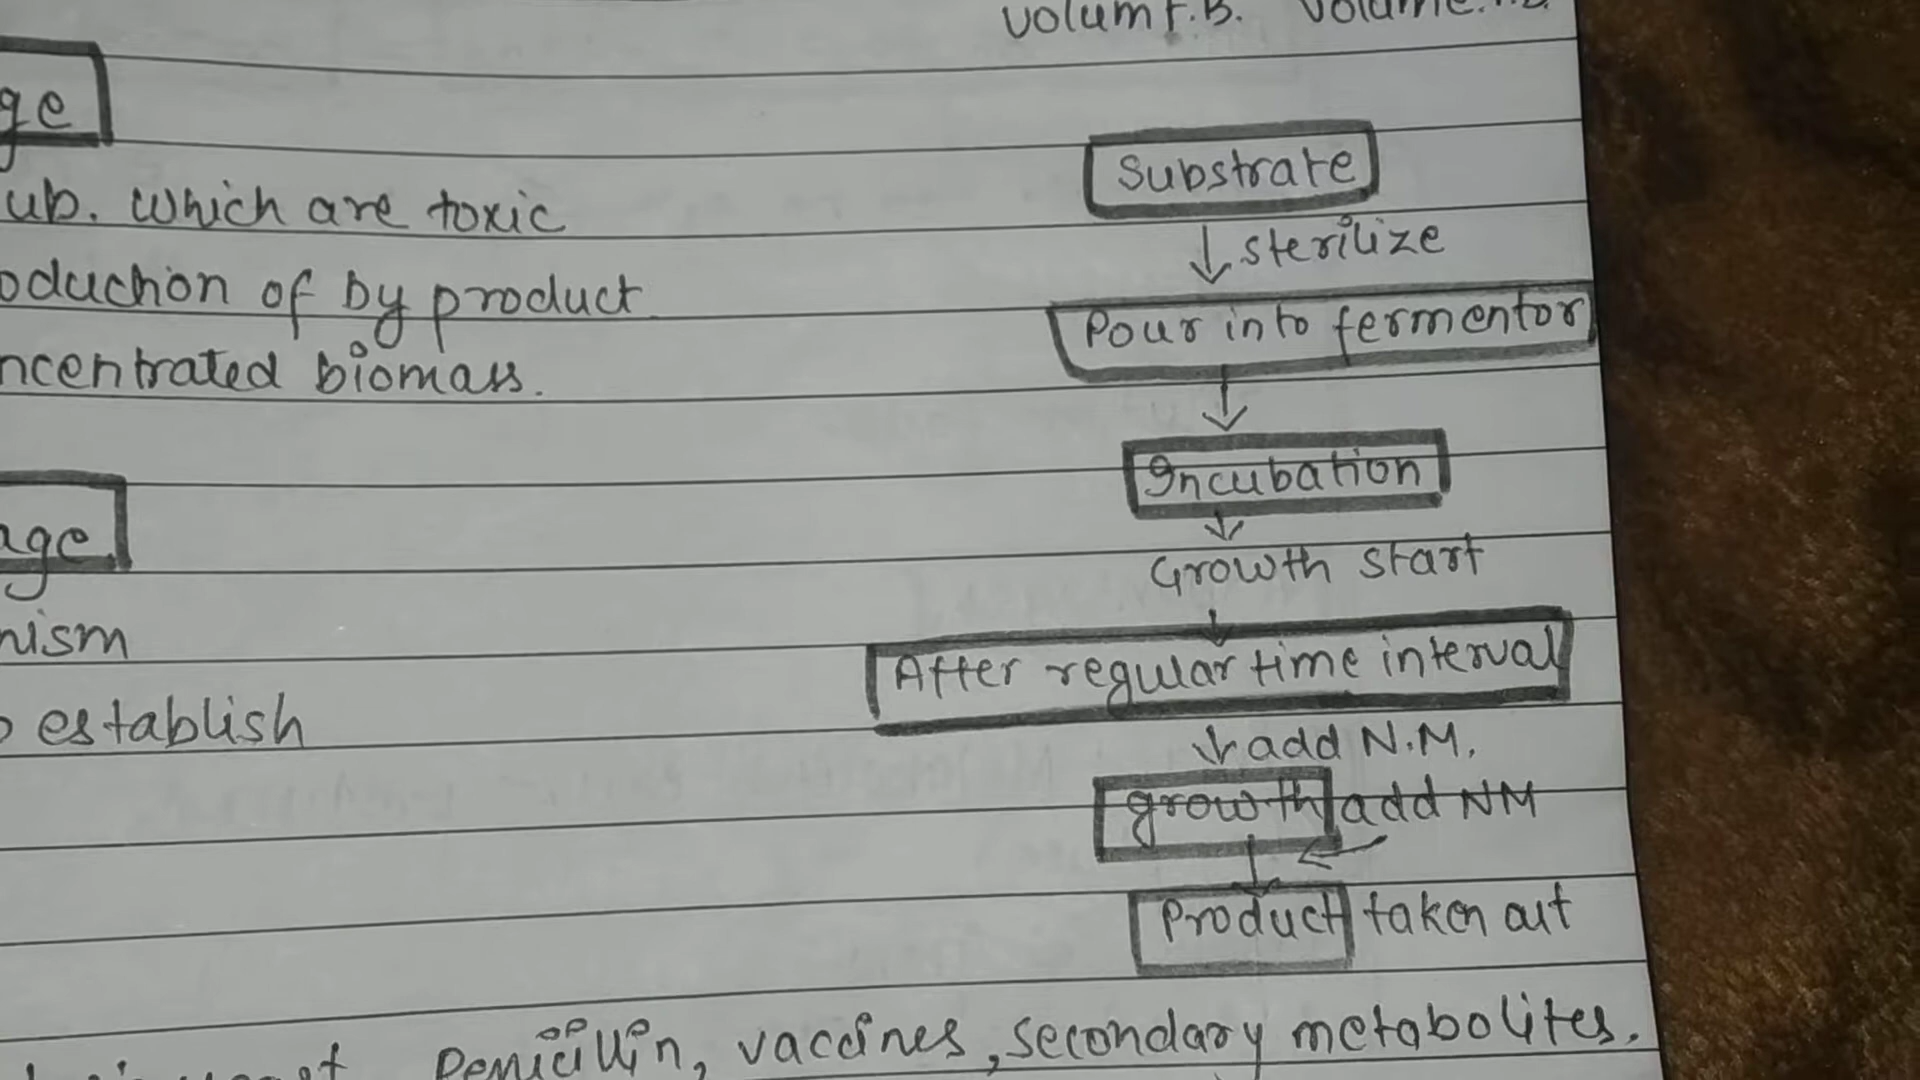 volum F.B. volume
ge
ub. which are toxic
oduction of by product
ncentrated biomass.
age
nism
establish
Substrate
sterilize
Pour into fermentor
Incubation
Growth start
After regular time interval
add N.M.
growth add NM
Product taken out
Penicillin, vaccines, secondary metabolites.